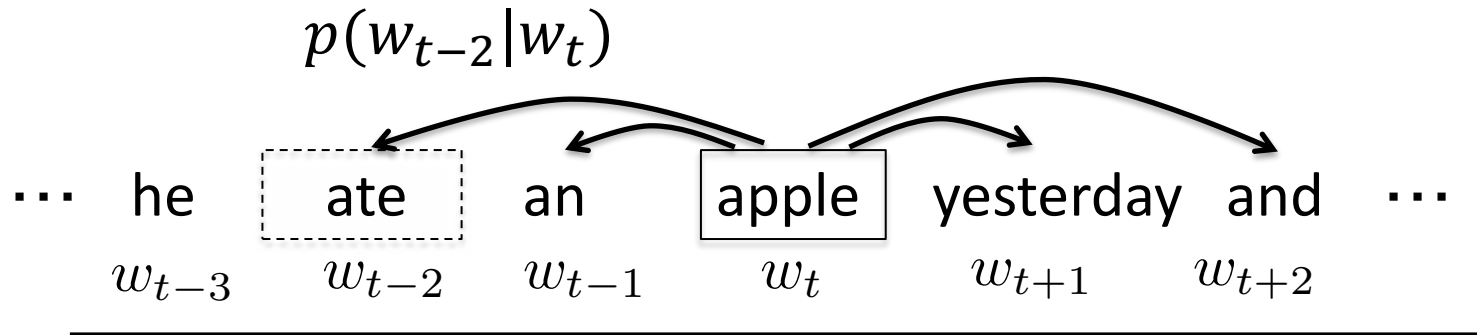 p(w_{t−2}|w_t)
⋯ he ate an apple yesterday and ⋯
w_{t−3} w_{t−2} w_{t−1} w_t w_{t+1} w_{t+2}